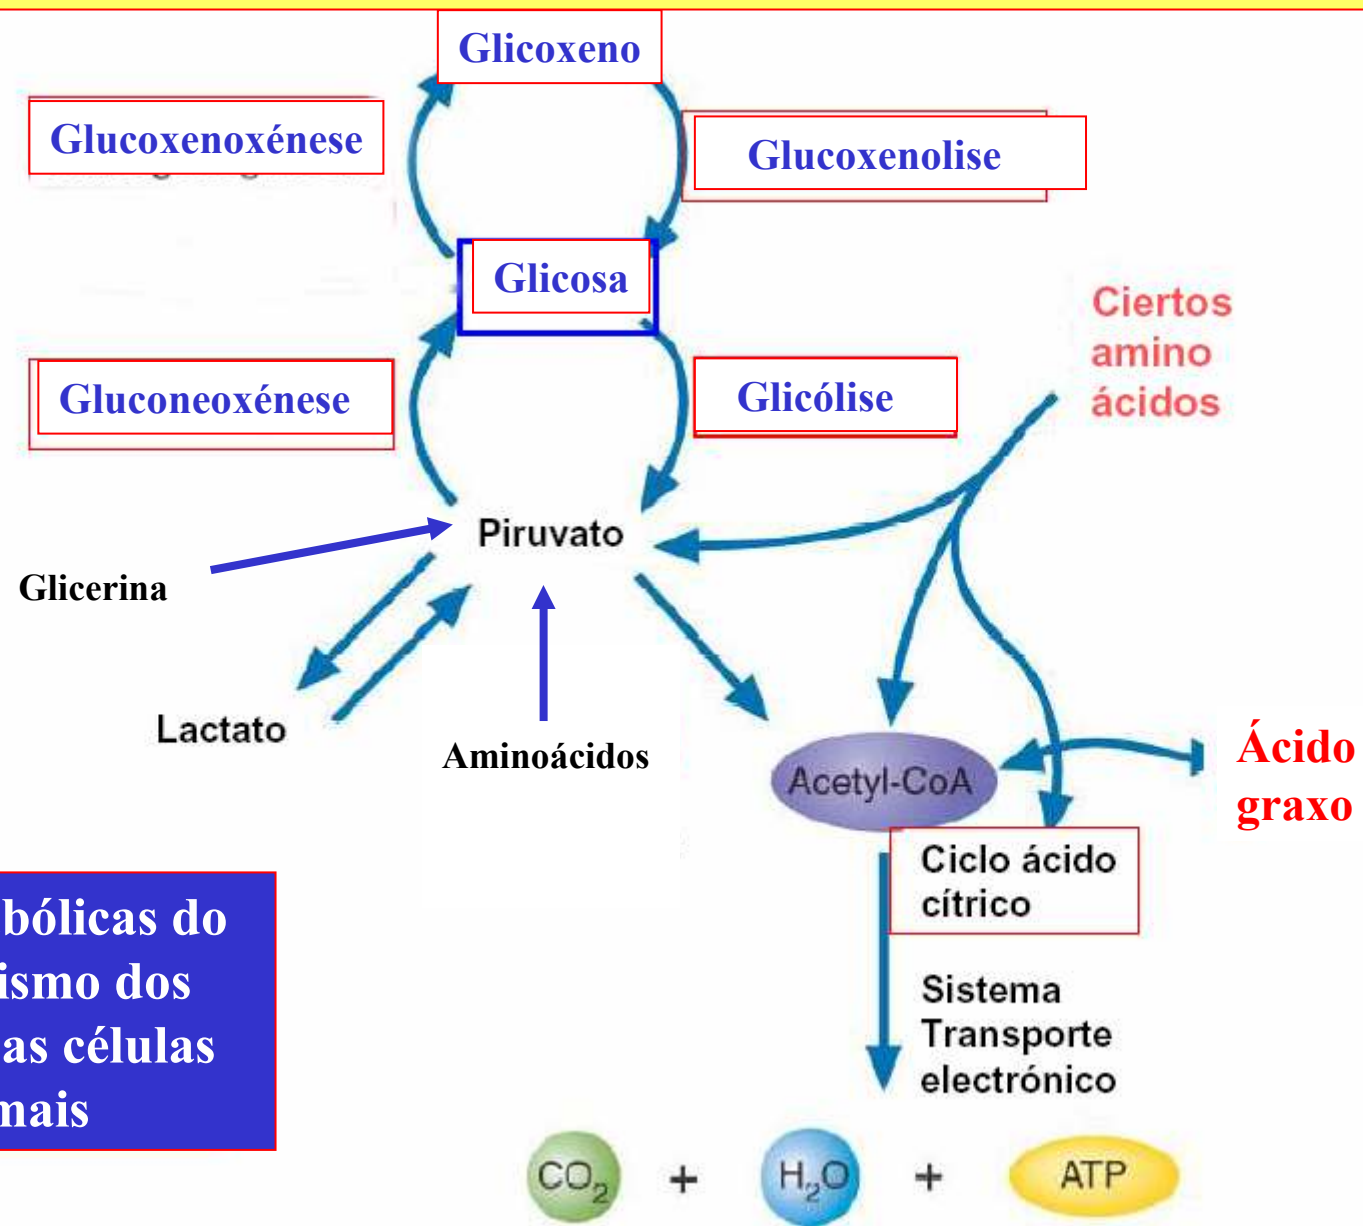 Glicoxeno
Glucoxenoxénese
Glucoxenolise
Glicosa
Ciertos
amino
ácidos
Gluconeoxénese
Glicólise
Piruvato
Glicerina
Lactato
Aminoácidos
Acetyl-CoA
Ácido
graxo
Ciclo ácido
cítrico
bólicas do
ismo dos
as células
mais
Sistema
Transporte
electrónico
CO2 + H2O + ATP